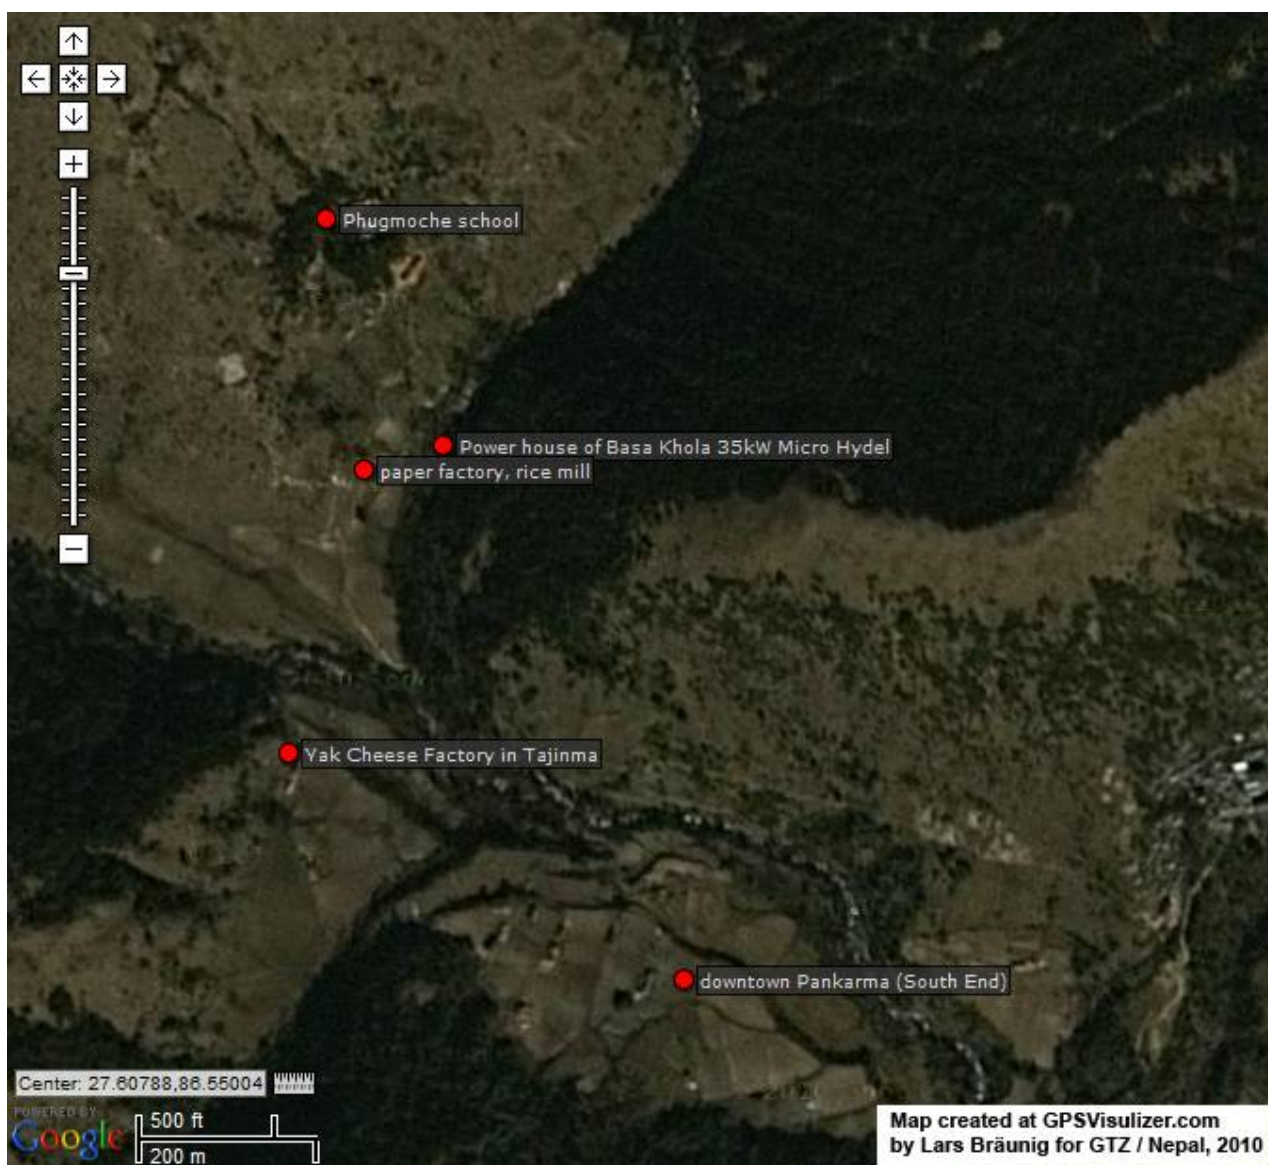 Phugmoche school
Power house of Basa Khola 35kW Micro Hydel
paper factory, rice mill
Yak Cheese Factory in Tajinma
downtown Pankarma (South End)
Center: 27.60788,86.55004
POWERED BY
Google
500 ft
200 m
Map created at GPSVisulizer.com
by Lars Bräunig for GTZ / Nepal, 2010